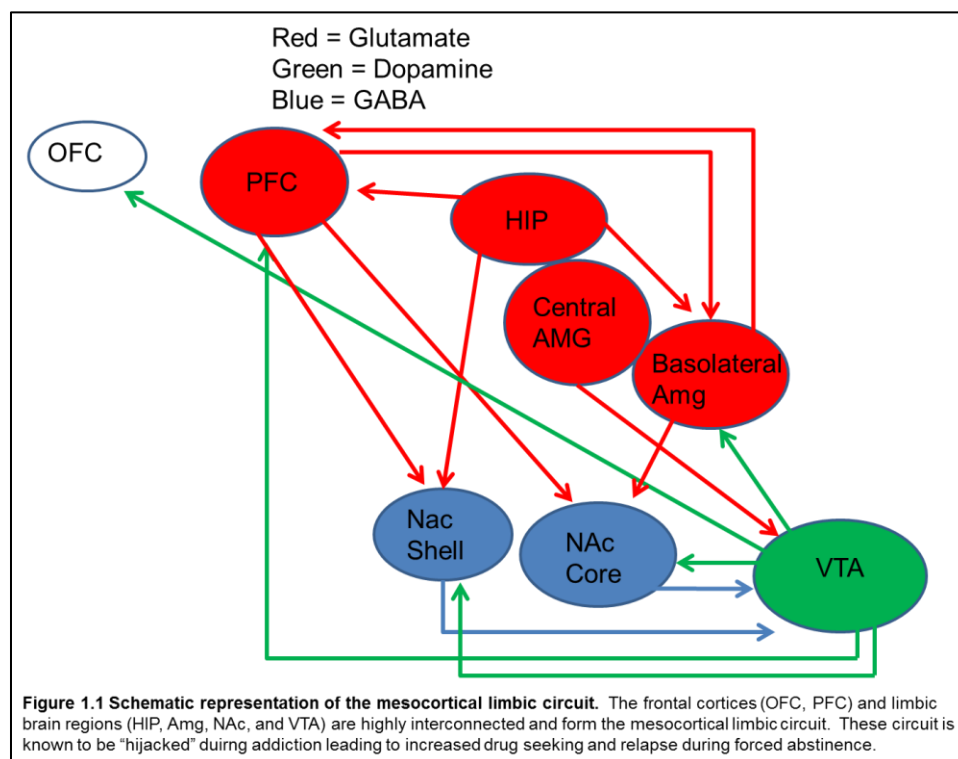 Red = Glutamate
Green = Dopamine
Blue = GABA
OFC
PFC
HIP
Central
AMG
Basolateral
Amg
Nac
Shell
NAc
Core
VTA
Figure 1.1 Schematic representation of the mesocortical limbic circuit. The frontal cortices (OFC, PFC) and limbic
brain regions (HIP, Amg, NAc, and VTA) are highly interconnected and form the mesocortical limbic circuit. These circuit is
known to be “hijacked” duirng addiction leading to increased drug seeking and relapse during forced abstinence.